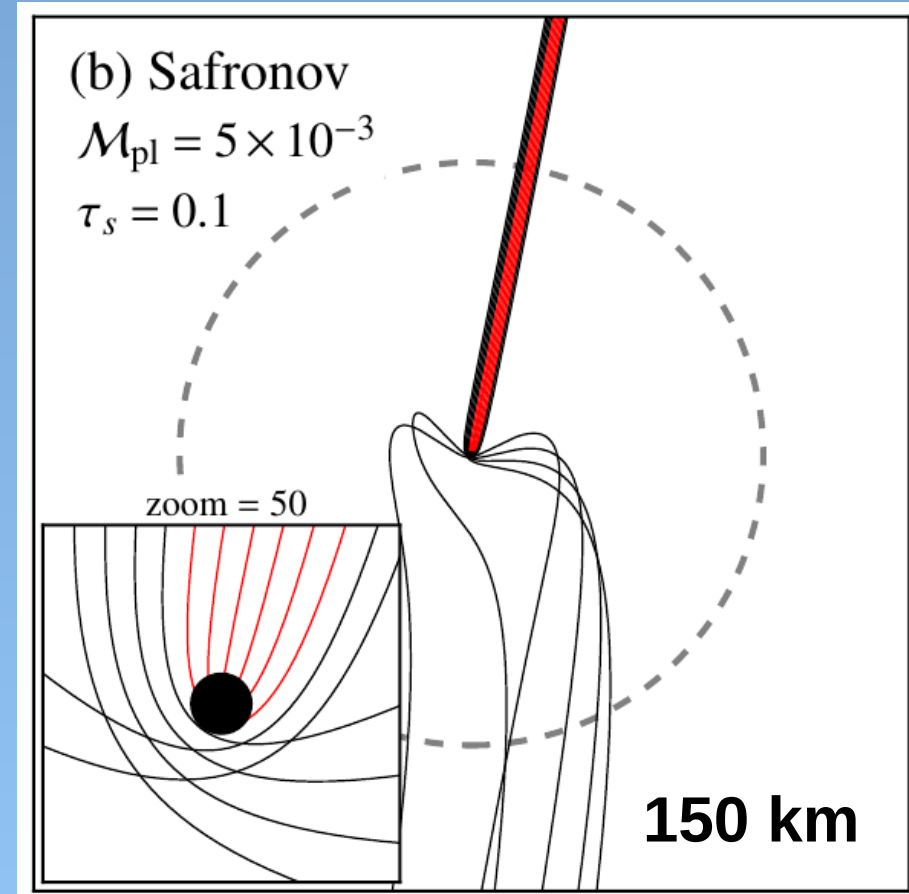 (b) Safronov
ℳpl = 5 × 10⁻³
τs = 0.1
zoom = 50
150 km